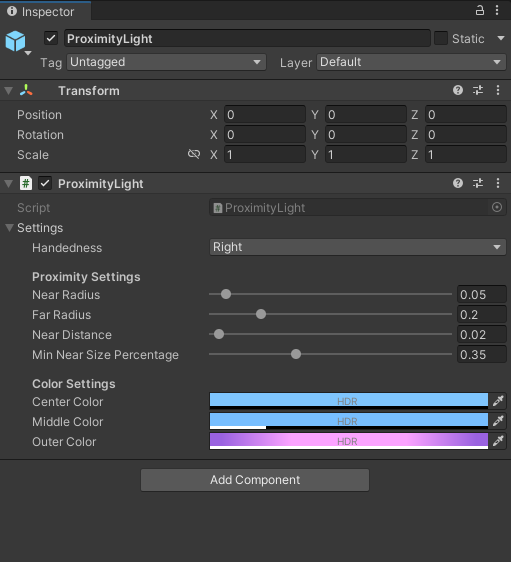 Inspector
ProximityLight Static
Tag Untagged Layer Default
Transform
Position X 0 Y 0 Z 0
Rotation X 0 Y 0 Z 0
Scale X 1 Y 1 Z 1
# ProximityLight
Script # ProximityLight
Settings
Handedness Right
Proximity Settings
Near Radius 0.05
Far Radius 0.2
Near Distance 0.02
Min Near Size Percentage 0.35
Color Settings
Center Color HDR
Middle Color HDR
Outer Color HDR
Add Component